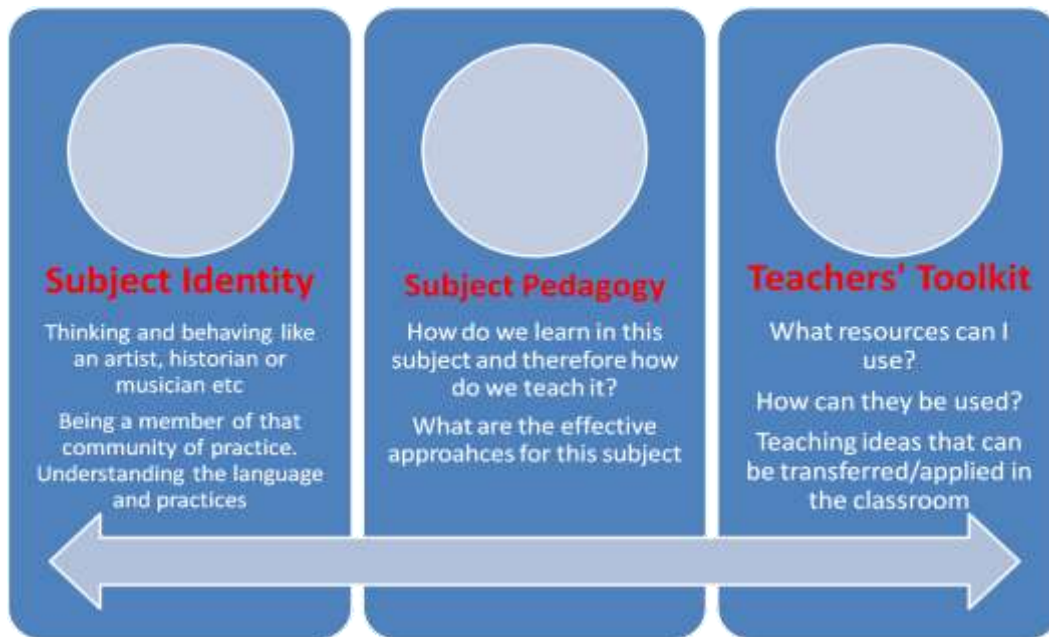 Subject Identity
Thinking and behaving like
an artist, historian or
musician etc
Being a member of that
community of practice.
Understanding the language
and practices
Subject Pedagogy
How do we learn in this
subject and therefore how
do we teach it?
What are the effective
approahces for this subject
Teachers' Toolkit
What resources can I
use?
How can they be used?
Teaching ideas that can
be transferred/applied in
the classroom